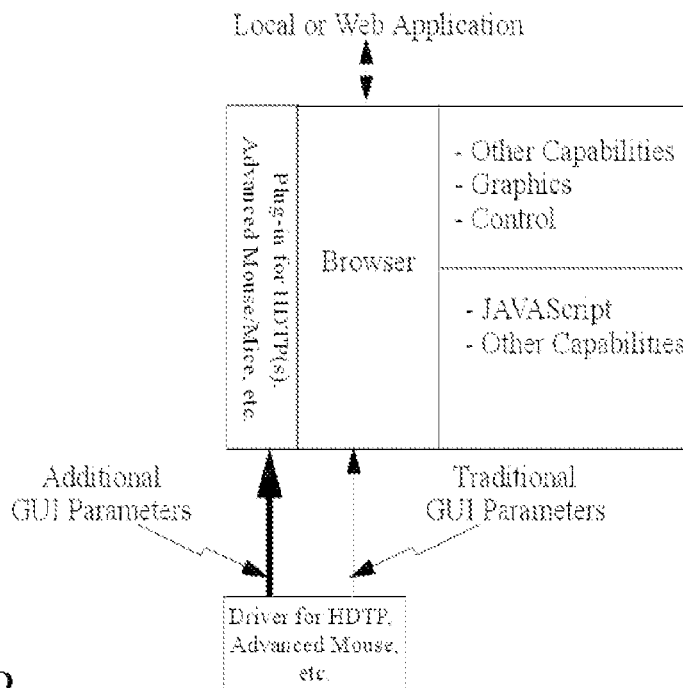 Local or Web Application
Plug-in for HDTP(s),
Advanced Mouse/Mice, etc.
Browser
- Other Capabilities
- Graphics
- Control
- JAVAScript
- Other Capabilities
Additional
GUI Parameters
Traditional
GUI Parameters
Driver for HDTP,
Advanced Mouse,
etc.